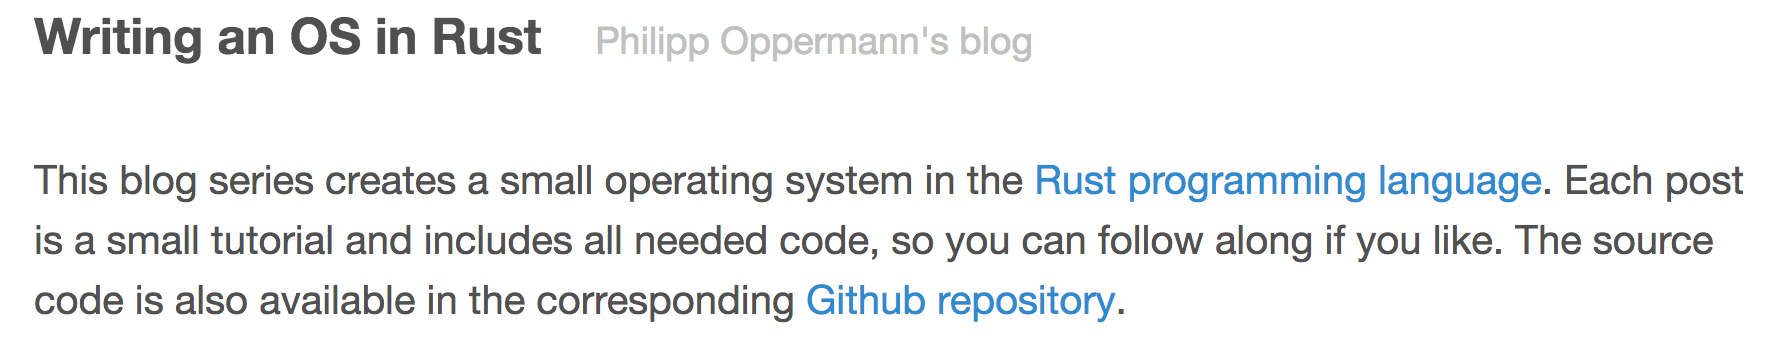 Writing an OS in Rust Philipp Oppermann's blog
This blog series creates a small operating system in the Rust programming language. Each post
is a small tutorial and includes all needed code, so you can follow along if you like. The source
code is also available in the corresponding Github repository.